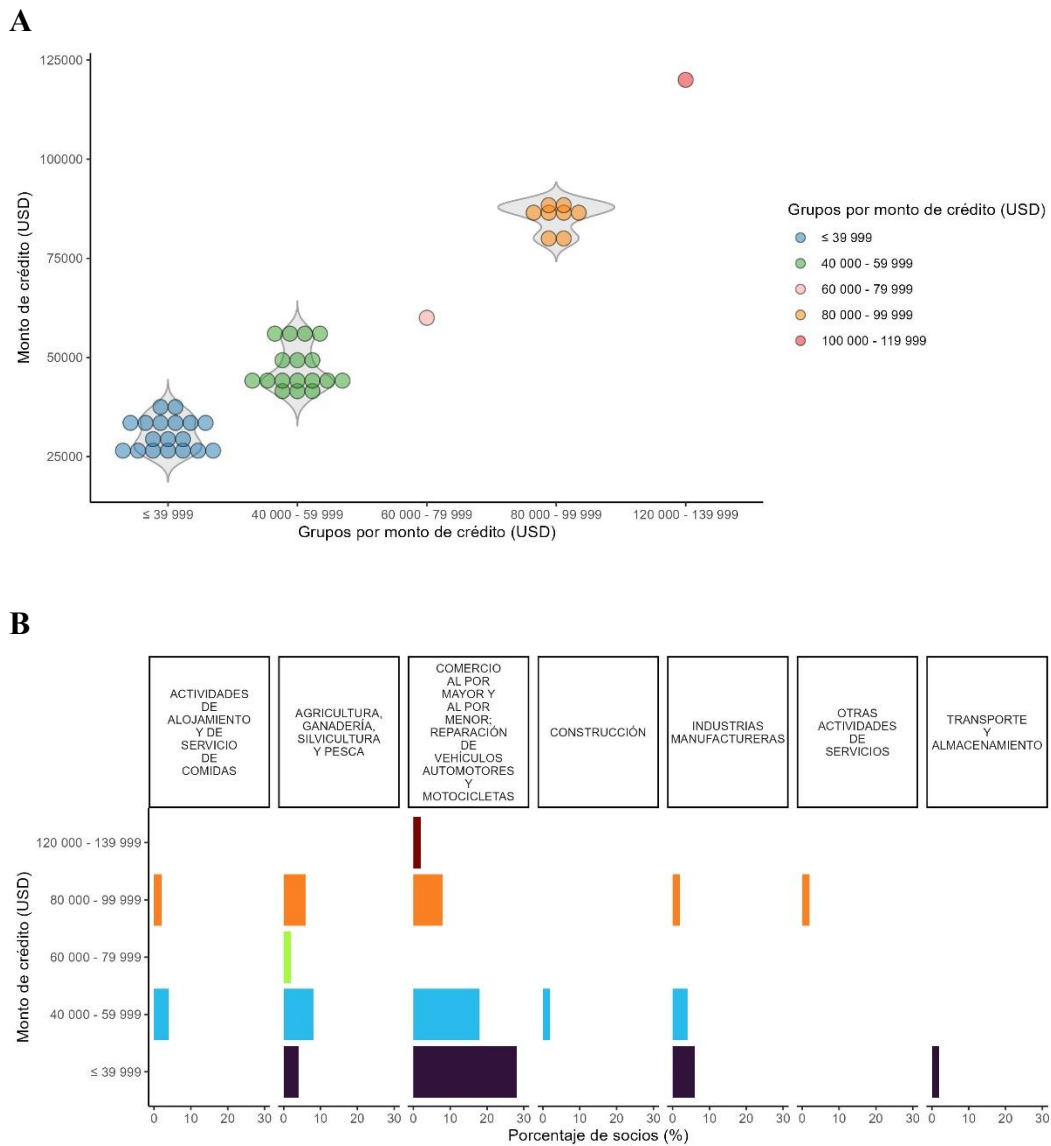 A
125000
100000
75000
50000
25000
Monto de crédito (USD)
≤ 39 999
40 000 - 59 999
60 000 - 79 999
80 000 - 99 999
120 000 - 139 999
Grupos por monto de crédito (USD)
Grupos por monto de crédito (USD)
≤ 39 999
40 000 - 59 999
60 000 - 79 999
80 000 - 99 999
100 000 - 119 999
B
ACTIVIDADES
DE
ALOJAMIENTO
Y DE
SERVICIO
DE
COMIDAS
AGRICULTURA,
GANADERÍA,
SILVICULTURA
Y PESCA
COMERCIO
AL POR
MAYOR Y
AL POR
MENOR;
REPARACIÓN
DE
VEHÍCULOS
AUTOMOTORES
Y
MOTOCICLETAS
CONSTRUCCIÓN
INDUSTRIAS
MANUFACTURERAS
OTRAS
ACTIVIDADES
DE
SERVICIOS
TRANSPORTE
Y
ALMACENAMIENTO
Monto de crédito (USD)
120 000 - 139 999
80 000 - 99 999
60 000 - 79 999
40 000 - 59 999
≤ 39 999
0 10 20 30 0 10 20 30 0 10 20 30 0 10 20 30 0 10 20 30 0 10 20 30 0 10 20 30
Porcentaje de socios (%)